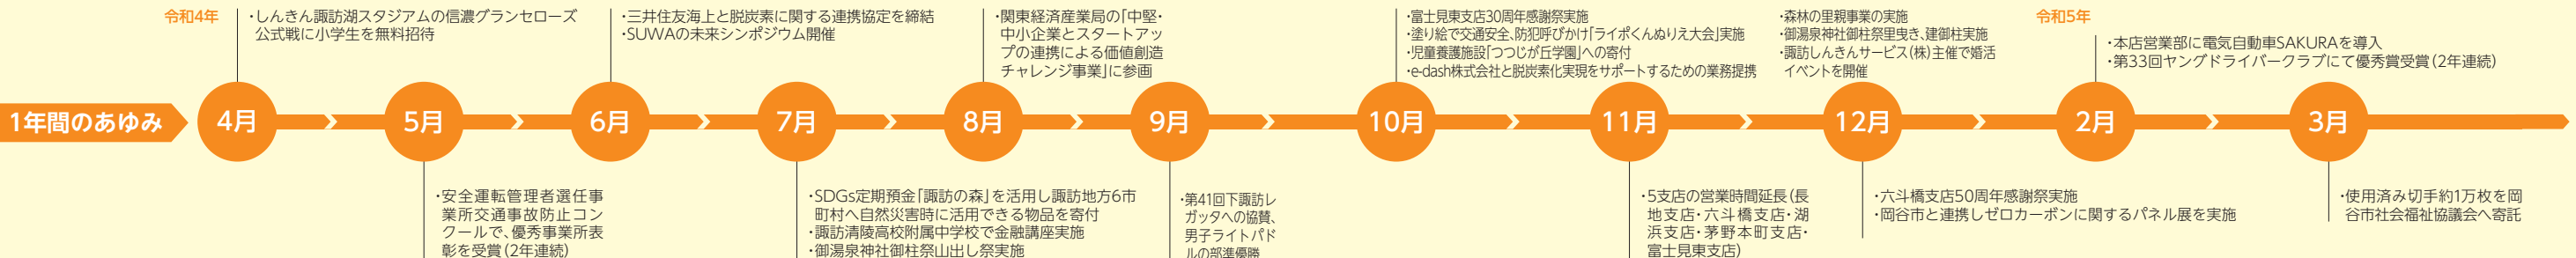 令和4年
・しんきん諏訪湖スタジアムの信濃グランセローズ
公式戦に小学生を無料招待
・三井住友海上と脱炭素に関する連携協定を締結
・SUWAの未来シンポジウム開催
・関東経済産業局の「中堅・
中小企業とスタートアッ
プの連携による価値創造
チャレンジ事業」に参画
・富士見東支店30周年感謝祭実施
・塗り絵で交通安全、防犯呼びかけ「ライポくんぬりえ大会」実施
・児童養護施設「つつじが丘学園」への寄付
・e-dash株式会社と脱炭素化実現をサポートするための業務提携
・森林の里親事業の実施
・御湯泉神社御柱祭里曳き、建御柱実施
・諏訪しんきんサービス(株)主催で婚活
イベントを開催
令和5年
・本店営業部に電気自動車SAKURAを導入
・第33回ヤングドライバークラブにて優秀賞受賞(2年連続)
1年間のあゆみ
4月
5月
6月
7月
8月
9月
10月
11月
12月
2月
3月
・安全運転管理者選任事
業所交通事故防止コン
クールで、優秀事業所表
彰を受賞(2年連続)
・SDGs定期預金「諏訪の森」を活用し諏訪地方6市
町村へ自然災害時に活用できる物品を寄付
・諏訪清陵高校附属中学校で金融講座実施
・御湯泉神社御柱祭山出し祭実施
・第41回下諏訪レ
ガッタへの協賛、
男子ライトパド
ルの部準優勝
・5支店の営業時間延長(長
地支店・六斗橋支店・湖
浜支店・茅野本町支店・
富士見東支店)
・六斗橋支店50周年感謝祭実施
・岡谷市と連携しゼロカーボンに関するパネル展を実施
・使用済み切手約1万枚を岡
谷市社会福祉協議会へ寄託